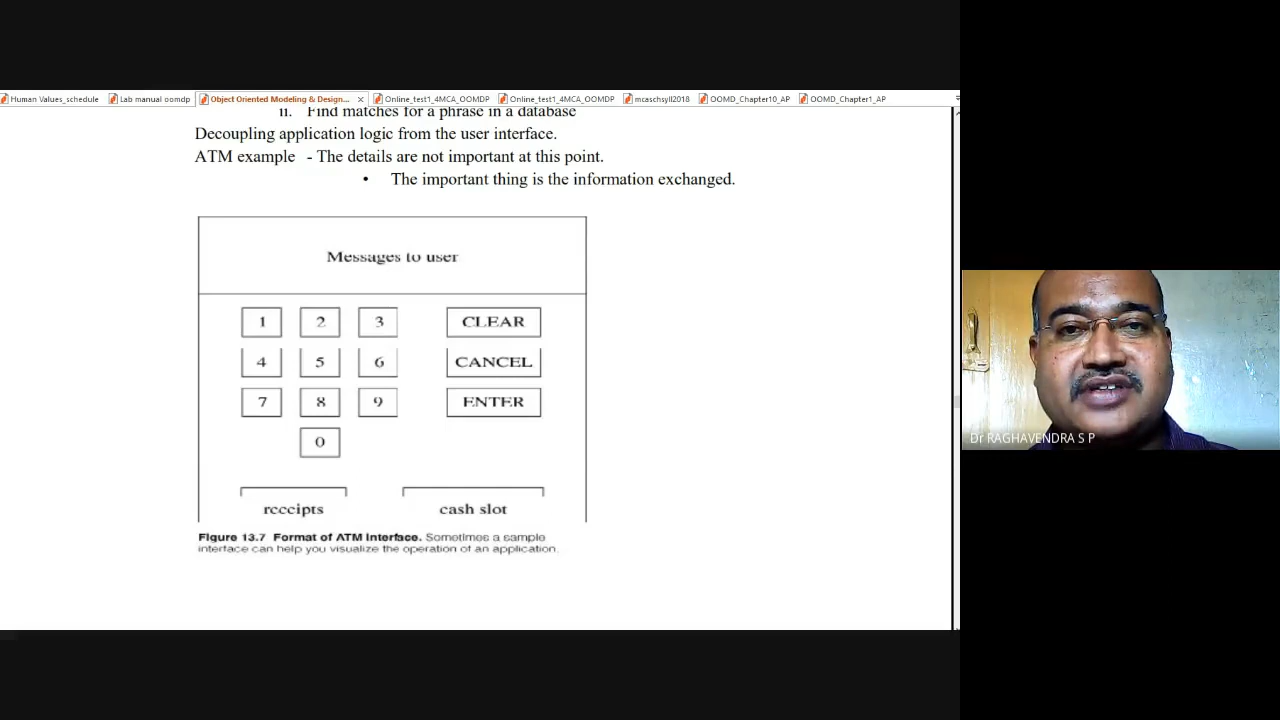 Human Values_schedule
Lab manual oomdp
Object Oriented Modeling & Design...
Online_test1_4MCA_OOMDP
Online_test1_4MCA_OOMDP
mcaschsyll2018
OOMD_Chapter10_AP
OOMD_Chapter1_AP
ii. Find matches for a phrase in a database
Decoupling application logic from the user interface.
ATM example - The details are not important at this point.
• The important thing is the information exchanged.
Messages to user
1 2 3 CLEAR
4 5 6 CANCEL
7 8 9 ENTER
0
receipts cash slot
Figure 13.7 Format of ATM interface. Sometimes a sample
interface can help you visualize the operation of an application.
Dr RAGHAVENDRA S P